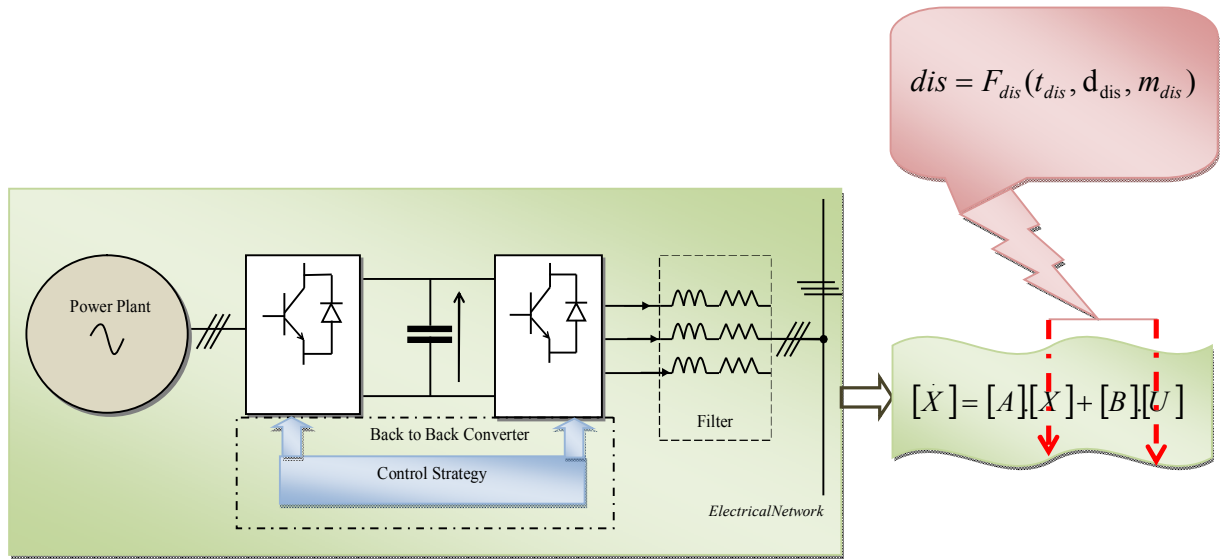 dis = F_dis(t_dis, d_dis, m_dis)
Power Plant
Back to Back Converter
Control Strategy
Filter
ElectricalNetwork
[Ẋ] = [A].[X] + [B].[U]